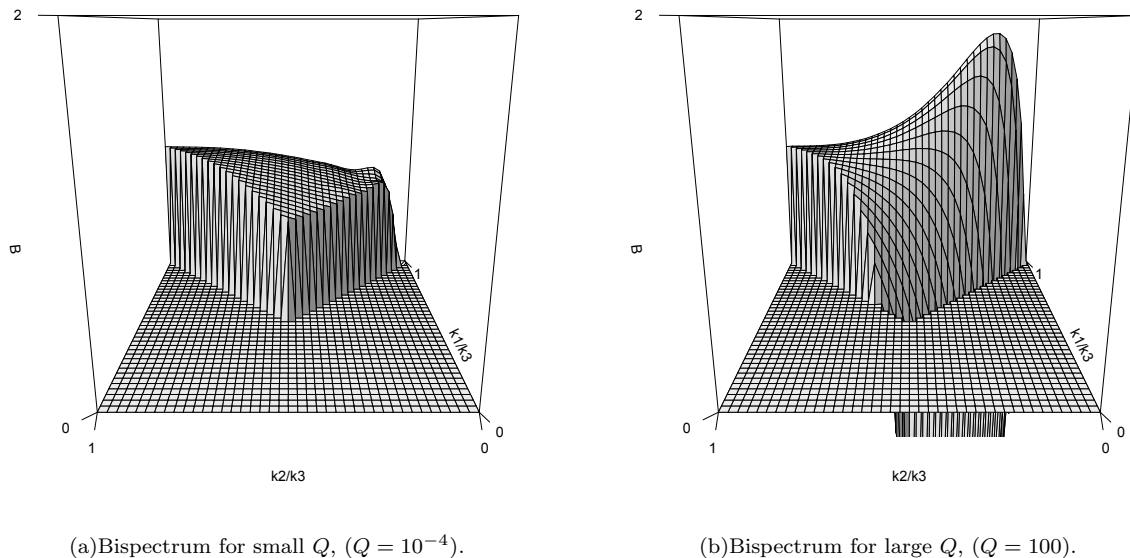 2
B
k1/k3
1
0
0
1
k2/k3
0
2
B
k1/k3
1
0
0
1
k2/k3
0
(a)Bispectrum for small Q, (Q = 10⁻⁴).
(b)Bispectrum for large Q, (Q = 100).